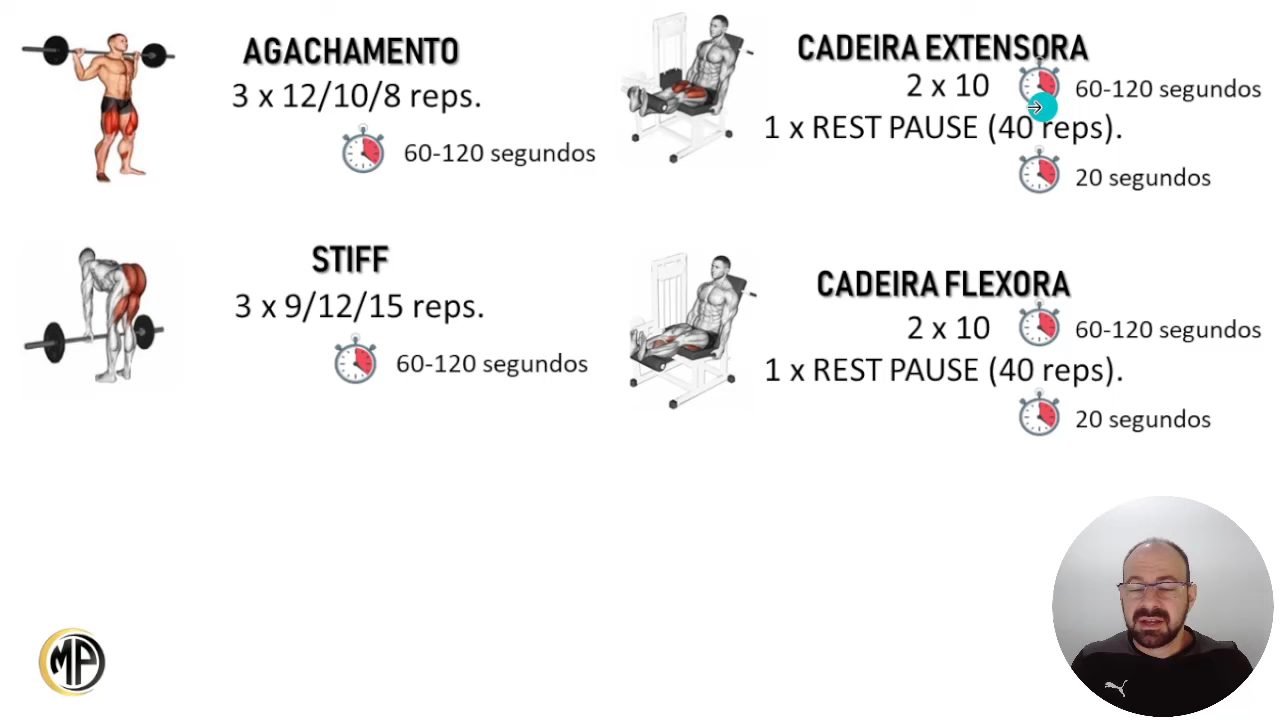 AGACHAMENTO
3 x 12/10/8 reps.
60-120 segundos
CADEIRA EXTENSORA
2 x 10
60-120 segundos
1 x REST PAUSE (40 reps).
20 segundos
STIFF
3 x 9/12/15 reps.
60-120 segundos
CADEIRA FLEXORA
2 x 10
60-120 segundos
1 x REST PAUSE (40 reps).
20 segundos
MP